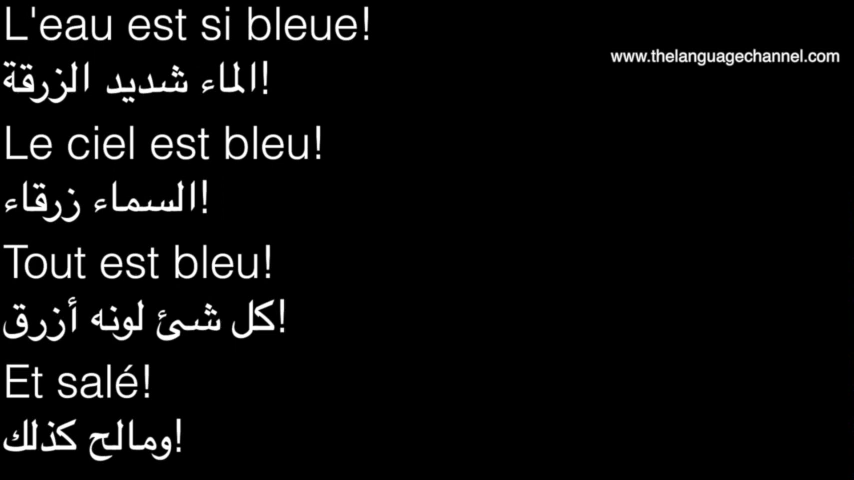 L'eau est si bleue!
www.thelanguagechannel.com
الماء شديد الزرقة!
Le ciel est bleu!
السماء زرقاء!
Tout est bleu!
كل شئ لونه أزرق!
Et salé!
ومالح كذلك!